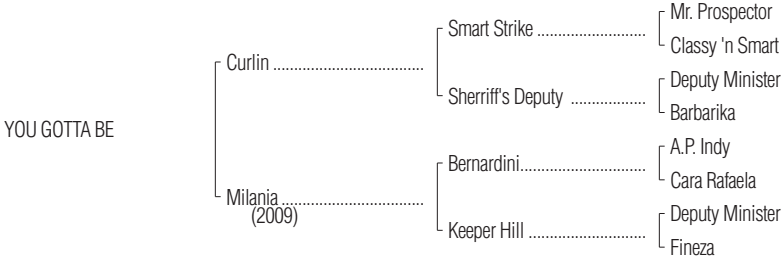 Mr. Prospector
Smart Strike ..........................
Classy 'n Smart
Curlin ...................................
Deputy Minister
Sherriff's Deputy ..................
Barbarika
YOU GOTTA BE
A.P. Indy
Bernardini..............................
Cara Rafaela
Milania .................................
(2009)
Deputy Minister
Keeper Hill ............................
Fineza